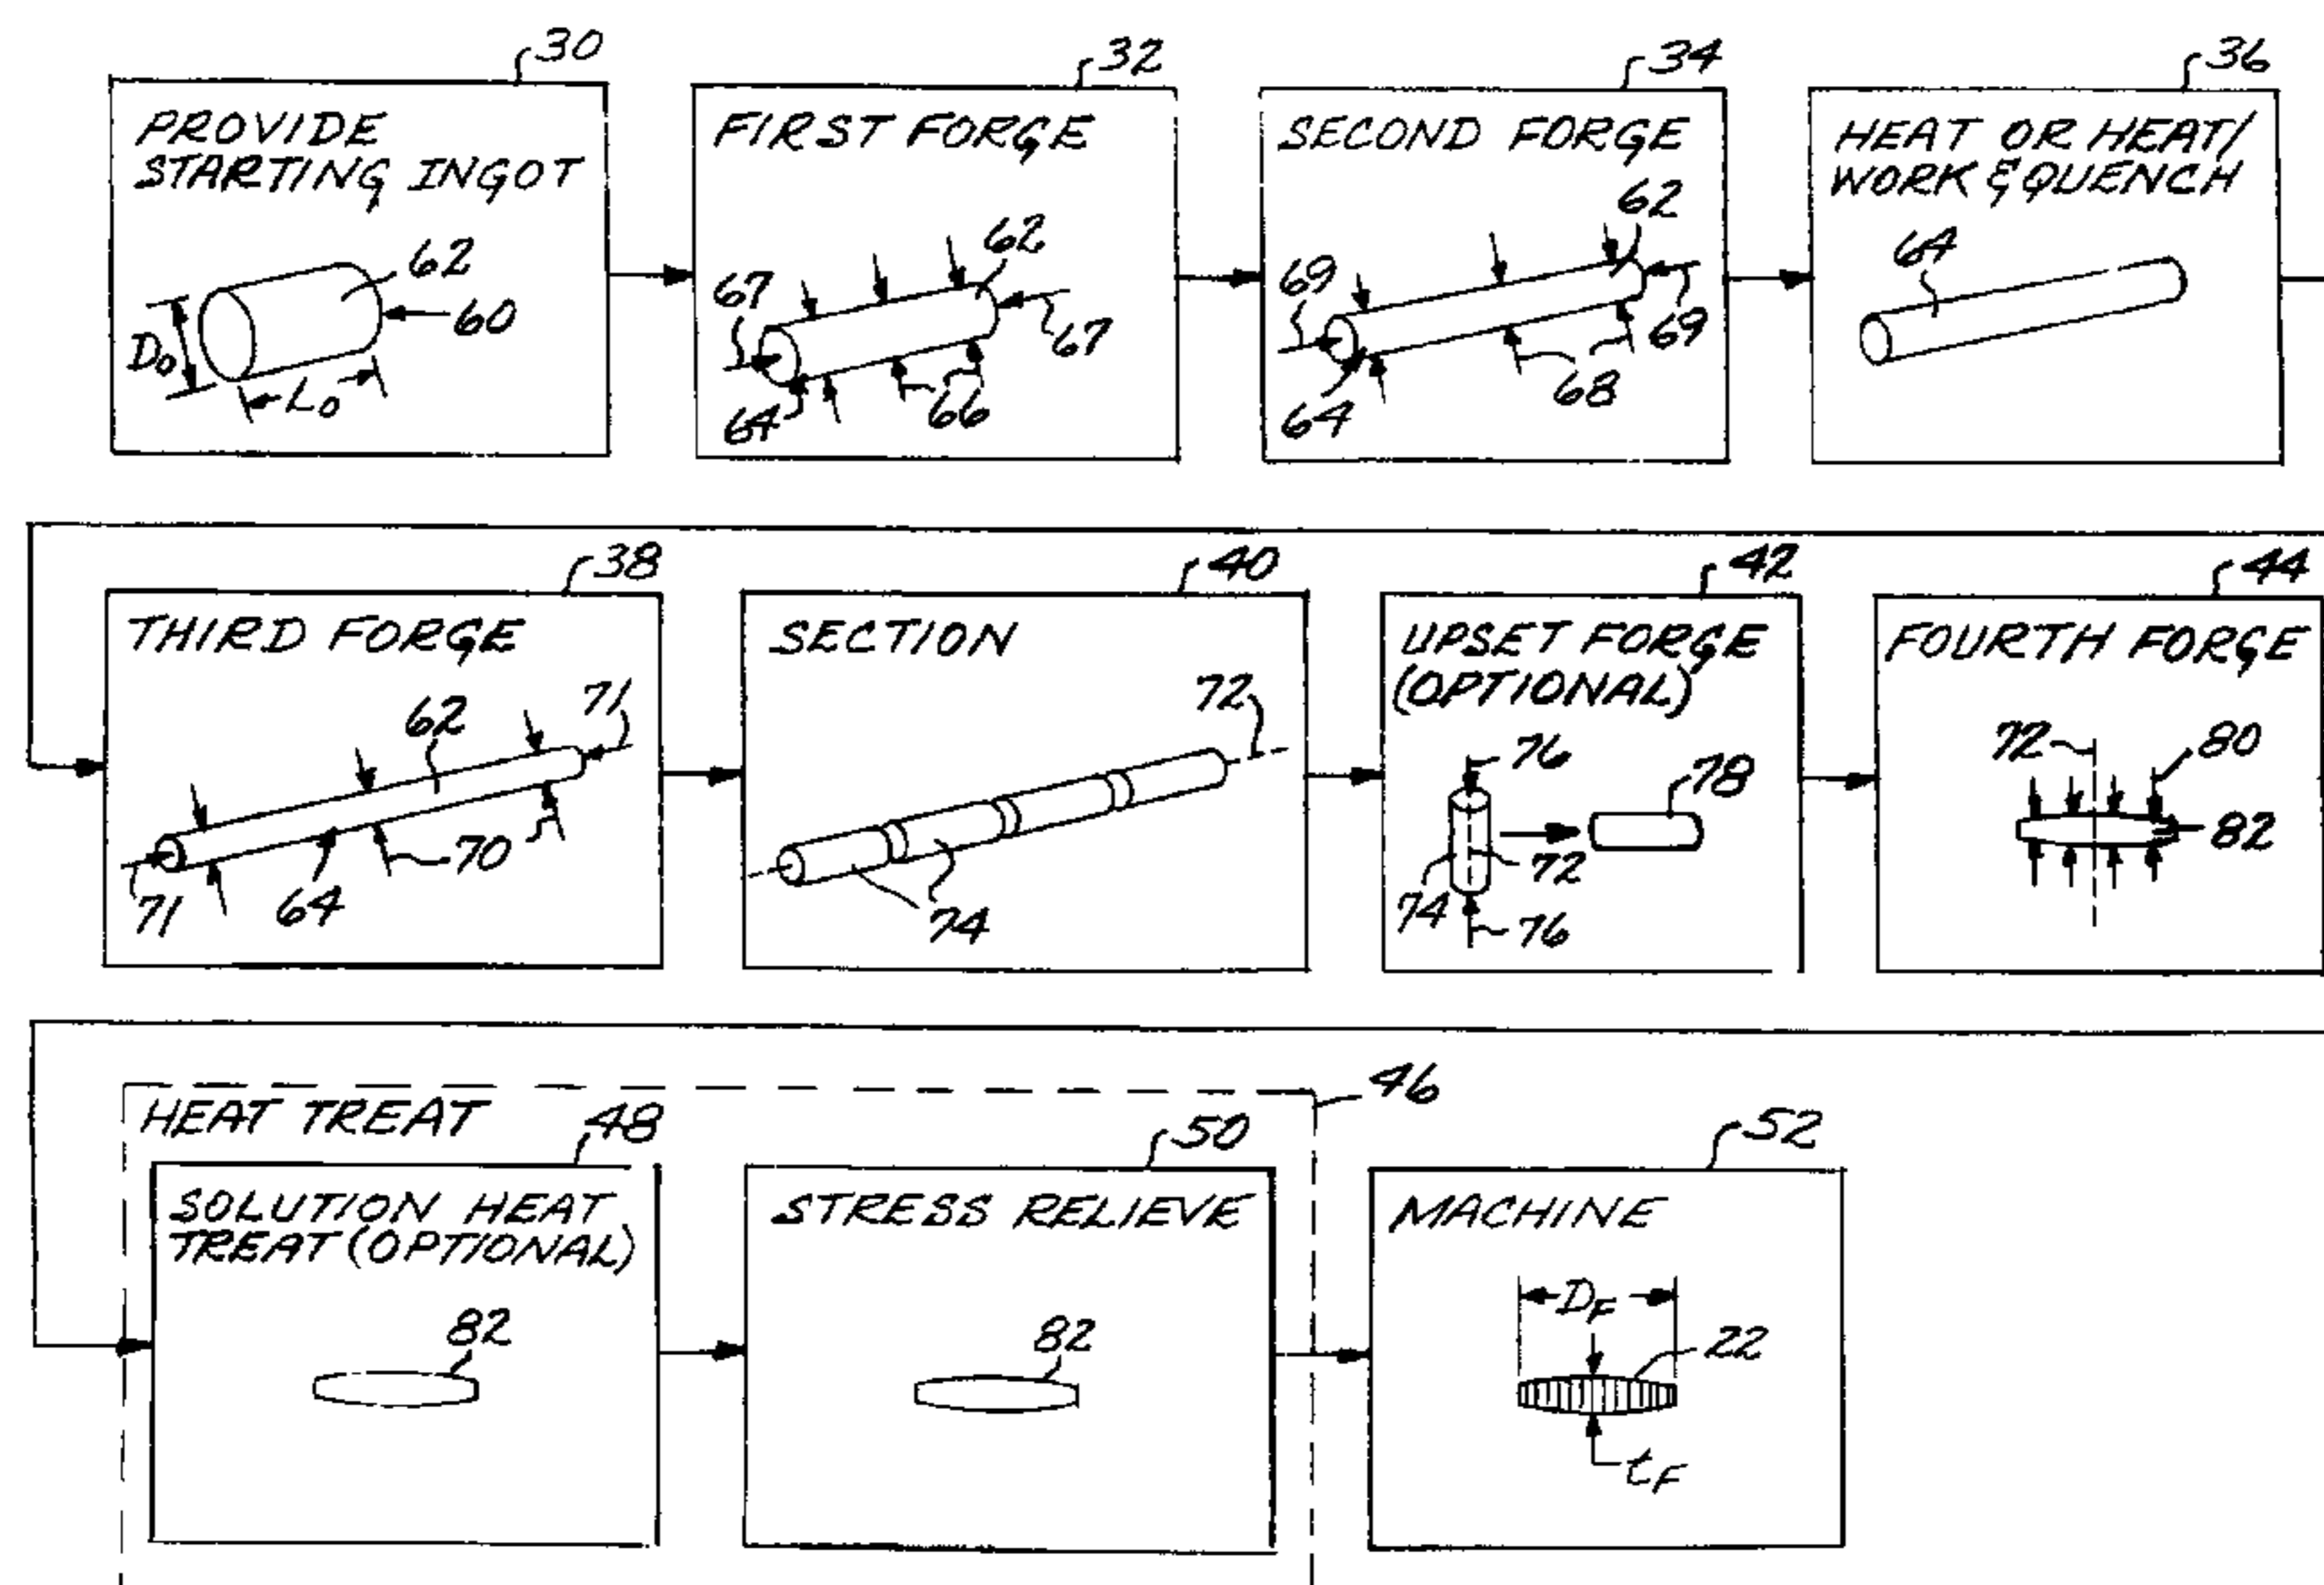 30
PROVIDE
STARTING INGOT
62
60
D₀
L₀
32
FIRST FORGE
62
67
67
64
66
34
SECOND FORGE
62
69
69
68
64
36
HEAT OR HEAT/
WORK & QUENCH
64
38
THIRD FORGE
62
71
70
71
64
40
SECTION
72
74
42
UPSET FORGE
(OPTIONAL)
76
78
72
74
76
44
FOURTH FORGE
72
80
82
46
HEAT TREAT
48
SOLUTION HEAT
TREAT (OPTIONAL)
82
50
STRESS RELIEVE
82
52
MACHINE
D_F
22
t_F